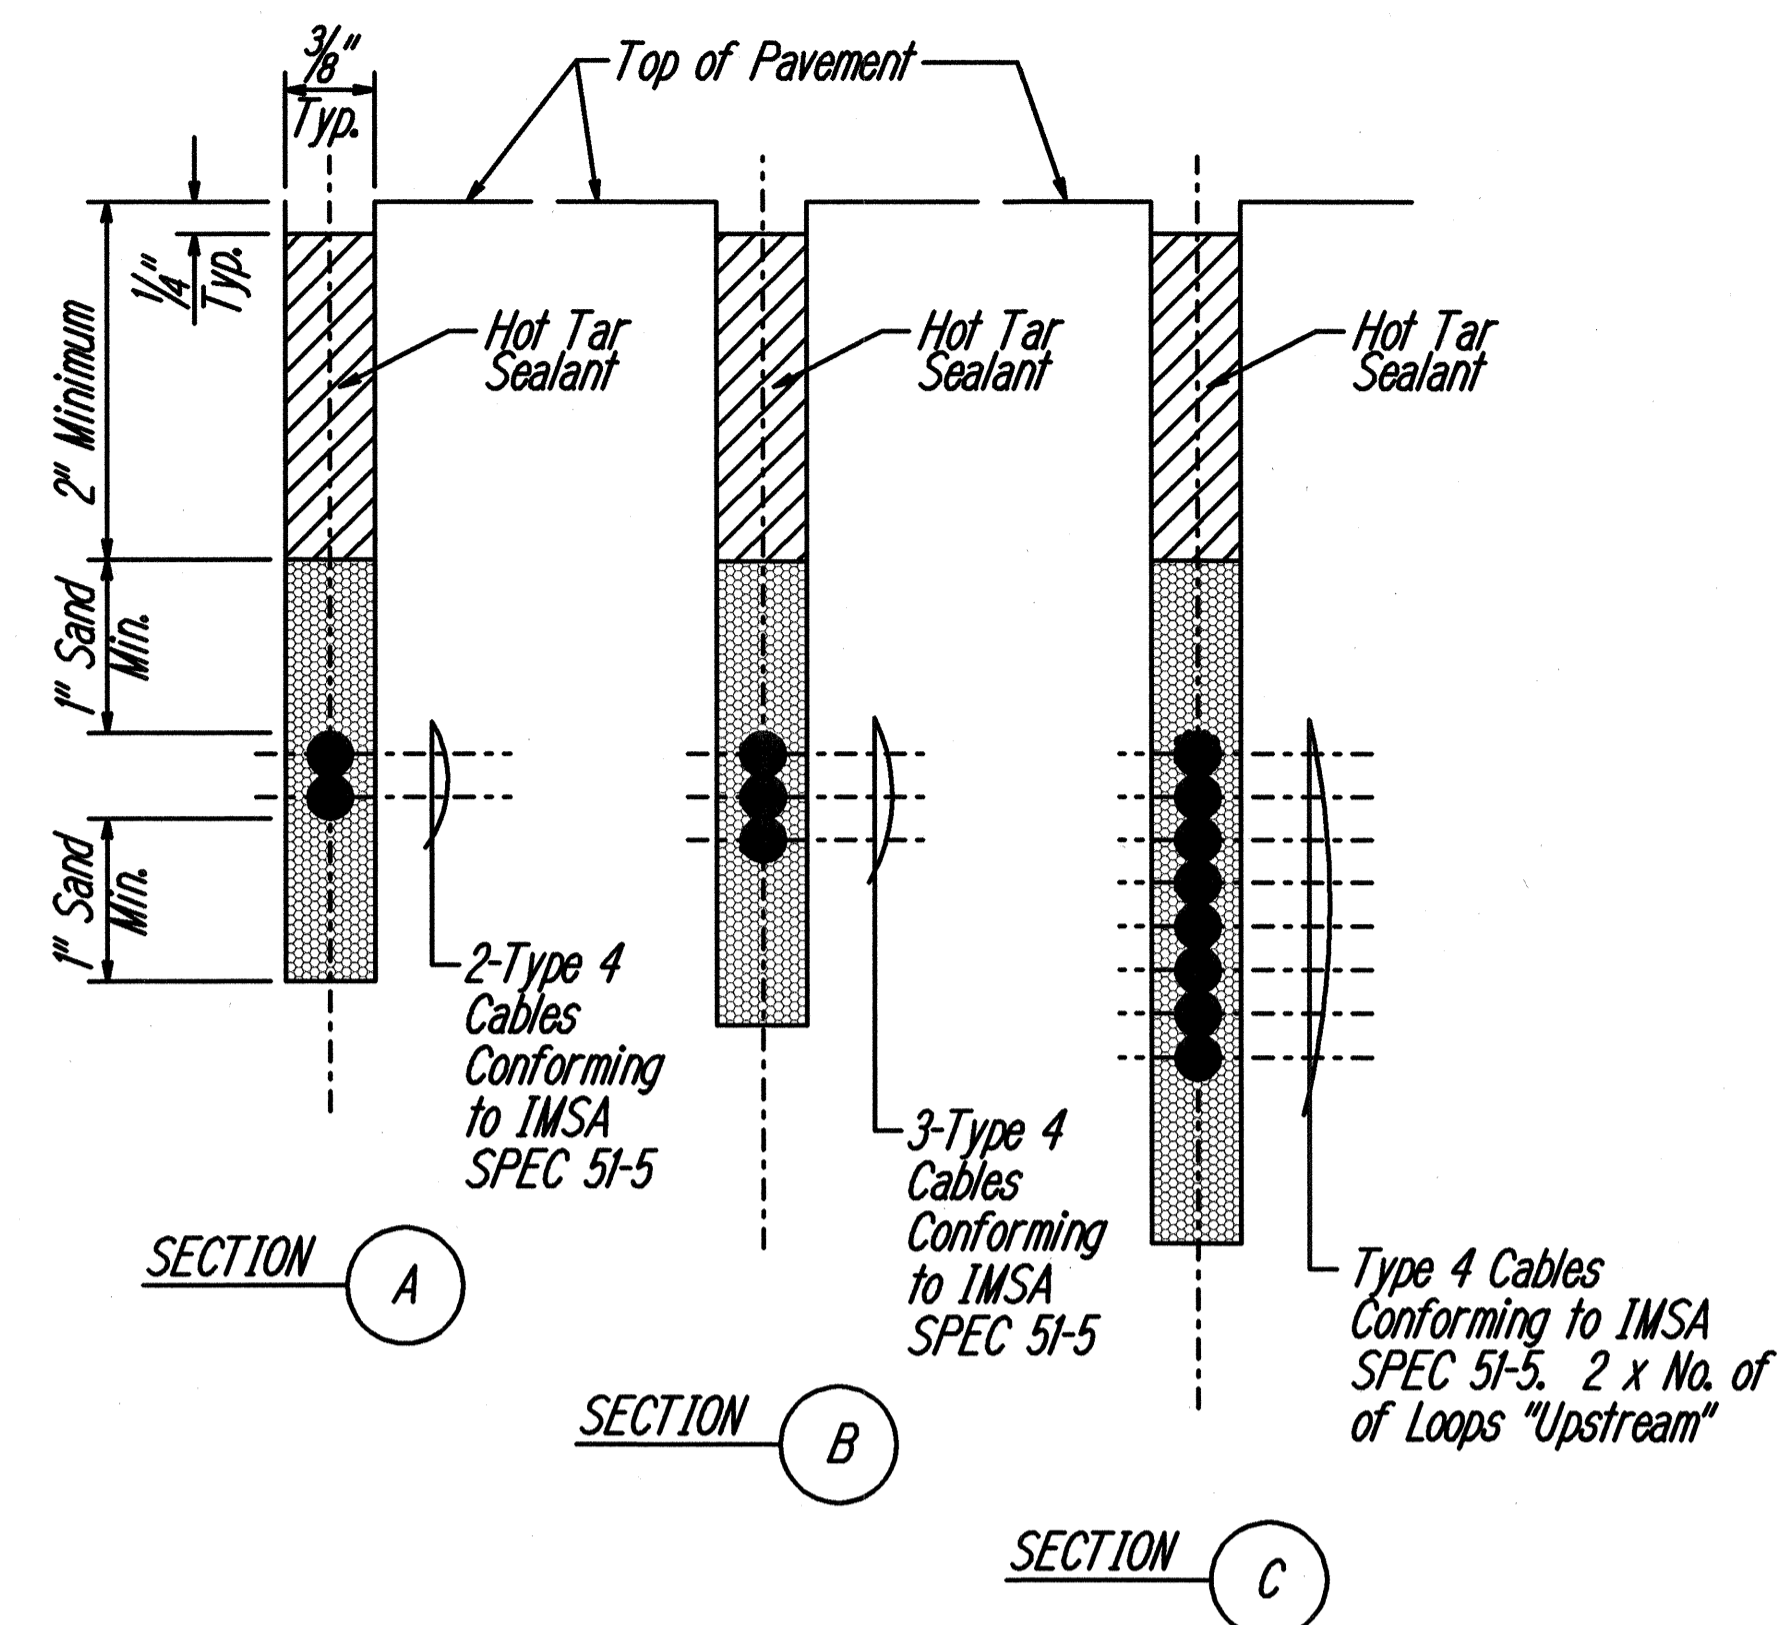 3/8"
Typ.
Top of Pavement
1/4"
Typ.
2" Minimum
1" Sand
Min.
1" Sand
Min.
Hot Tar
Sealant
Hot Tar
Sealant
Hot Tar
Sealant
2-Type 4
Cables
Conforming
to IMSA
SPEC 51-5
3-Type 4
Cables
Conforming
to IMSA
SPEC 51-5
Type 4 Cables
Conforming to IMSA
SPEC 51-5. 2 x No. of
of Loops "Upstream"
SECTION A
SECTION B
SECTION C